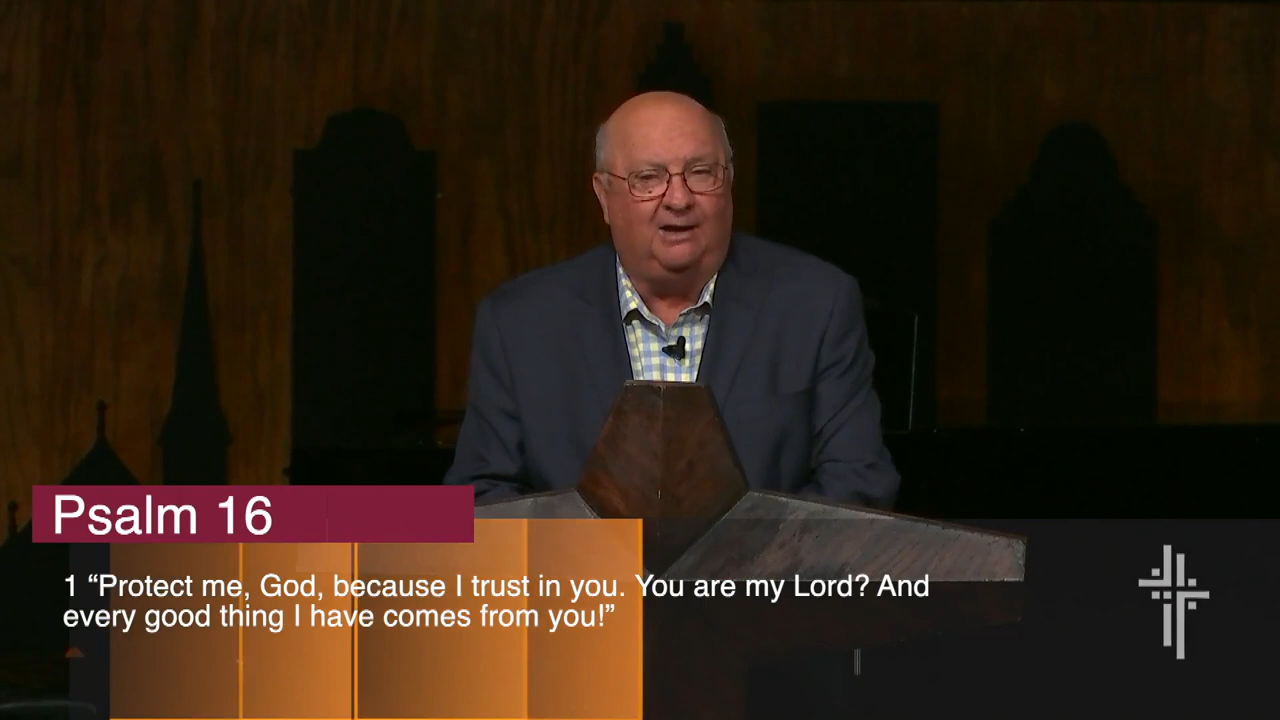 Psalm 16
1 “Protect me, God, because I trust in you. You are my Lord? And
every good thing I have comes from you!”